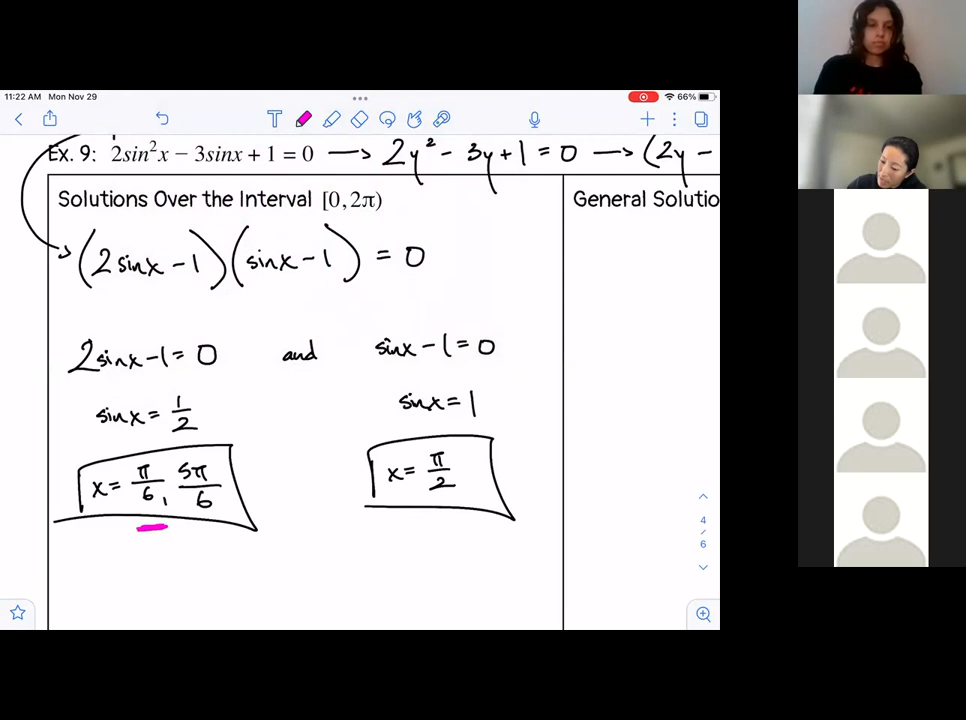 11:22 AM Mon Nov 29
66%
Ex. 9: 2sin²x − 3sinx + 1 = 0 → 2y² - 3y + 1 = 0 → (2y -
Solutions Over the Interval [0, 2π)
General Solutio
(2sinx - 1)(sinx - 1) = 0
2sinx - 1 = 0 and sinx - 1 = 0
sinx = 1/2
sinx = 1
x = π/6, 5π/6
x = π/2
4
/
6